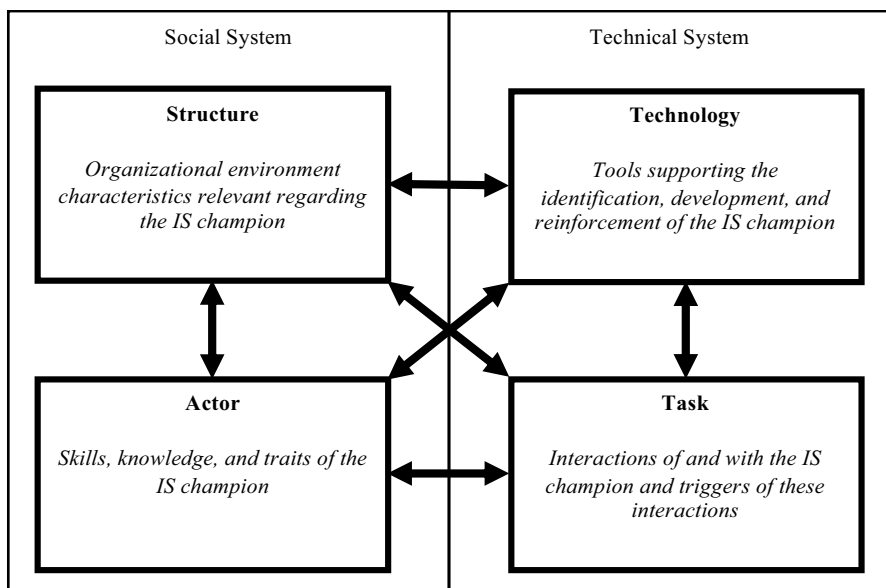 Social System
Technical System
Structure
Organizational environment
characteristics relevant regarding
the IS champion
Technology
Tools supporting the
identification, development, and
reinforcement of the IS champion
Actor
Skills, knowledge, and traits of the
IS champion
Task
Interactions of and with the IS
champion and triggers of these
interactions